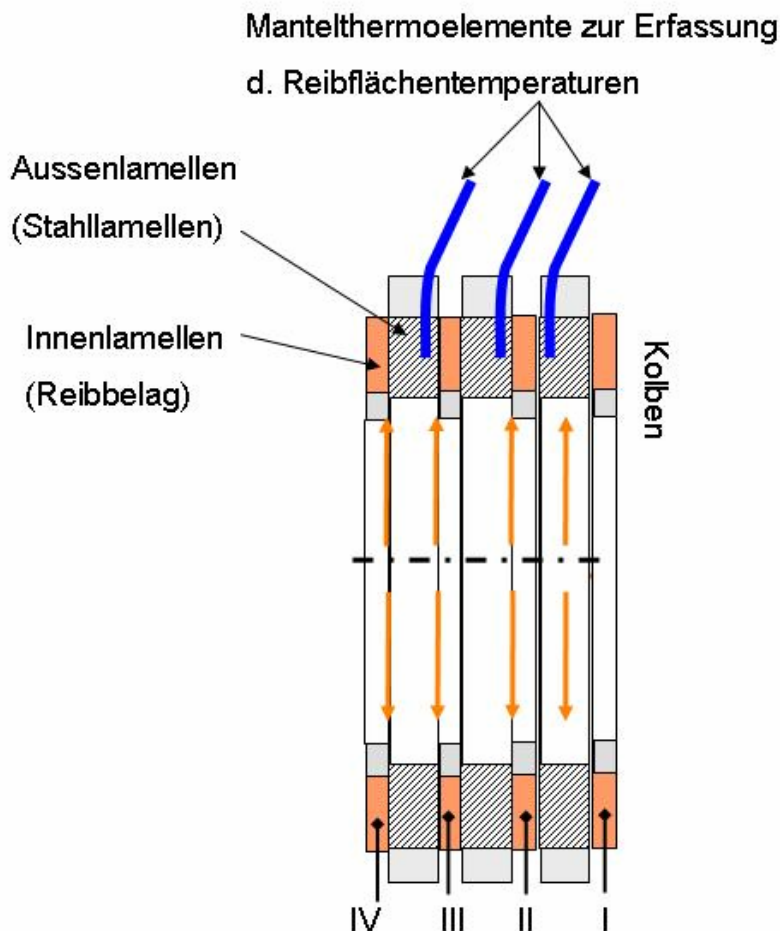 Mantelthermoelemente zur Erfassung
d. Reibflächentemperaturen
Aussenlamellen
(Stahllamellen)
Innenlamellen
(Reibbelag)
Kolben
IV III II I